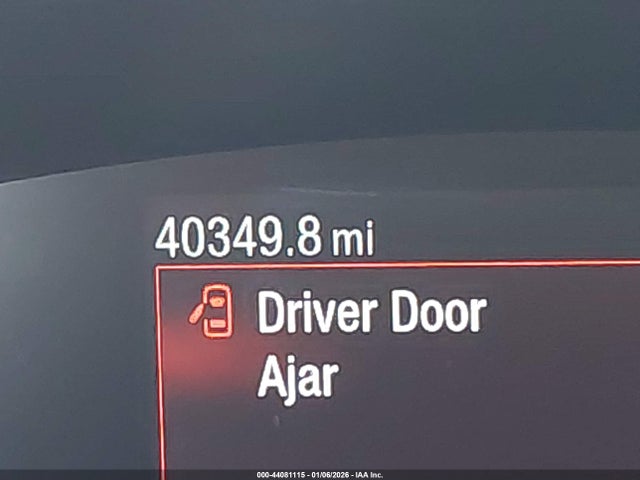 40349.8 mi
Driver Door
Ajar
000-44081115 - 01/06/2026 - IAA Inc.